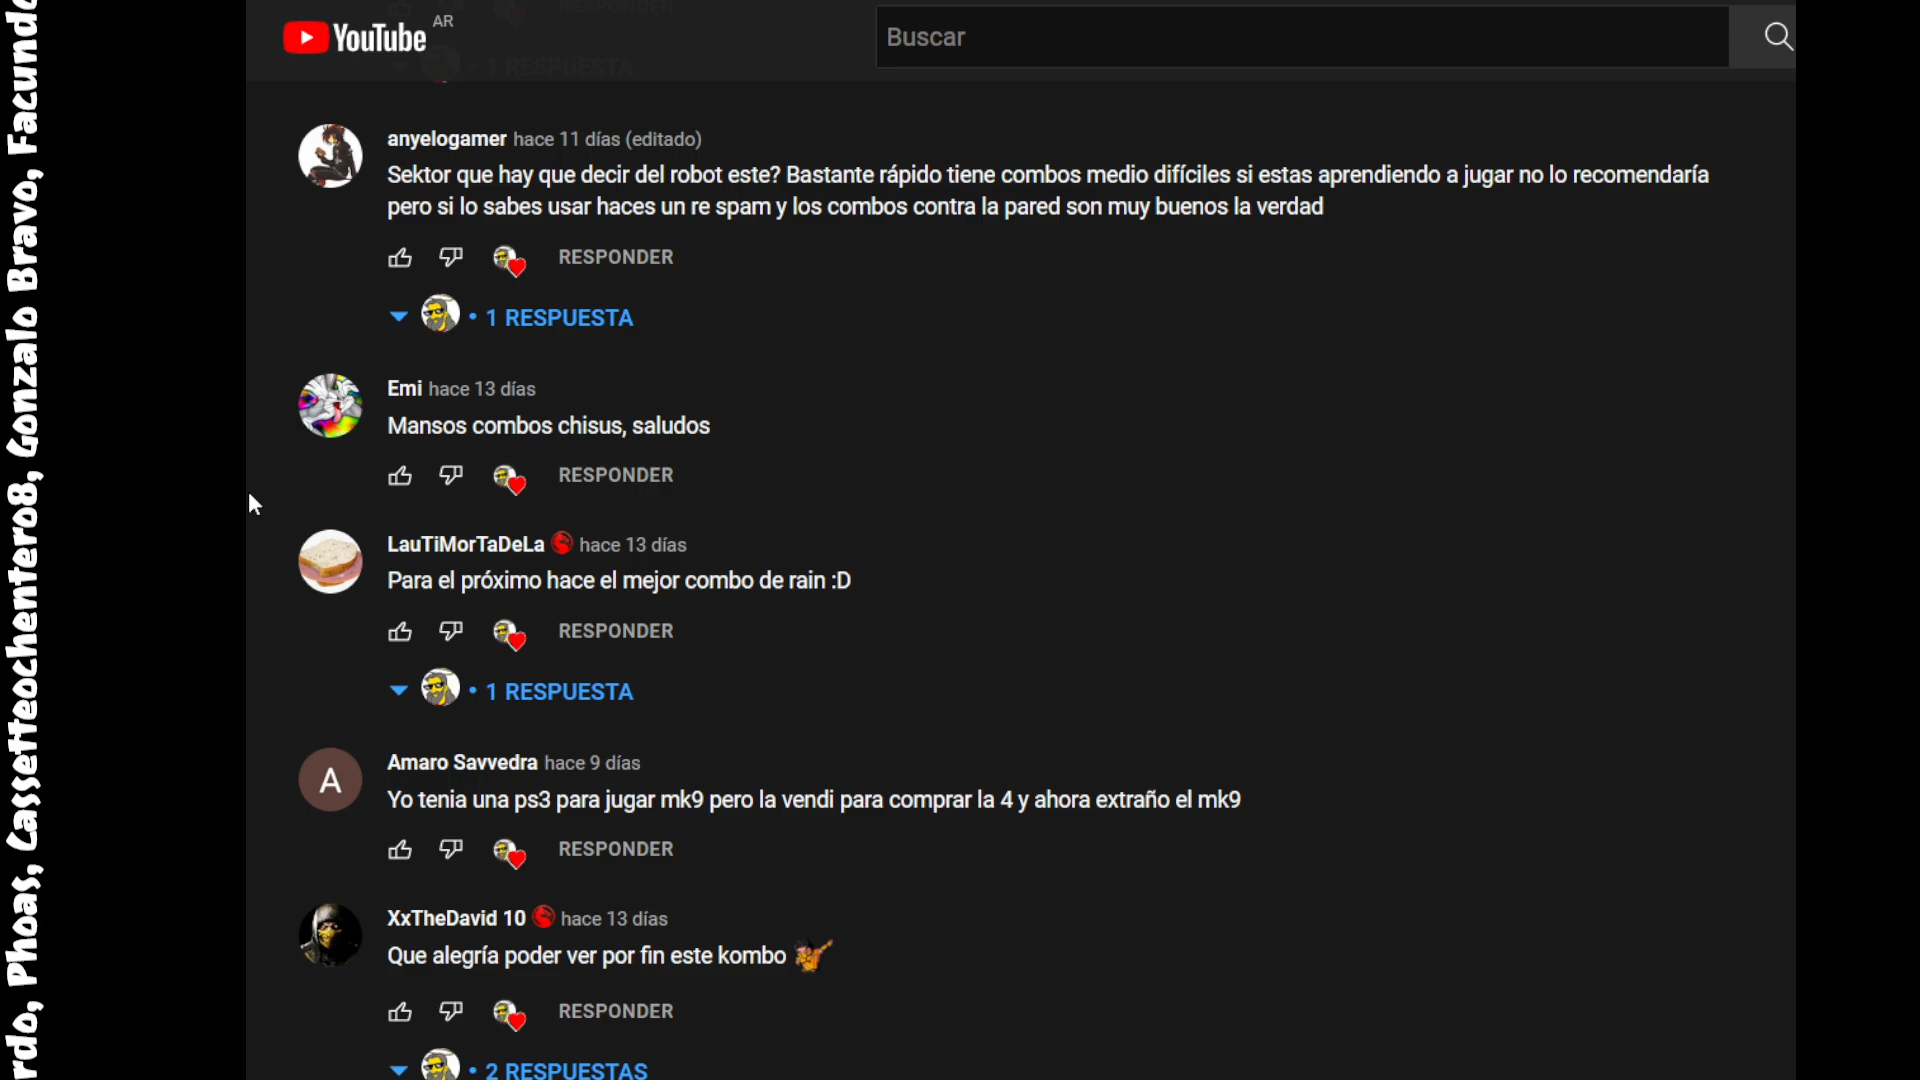 RESPONDER
YouTube AR
Buscar
1 RESPUESTA
anyelogamer hace 11 días (editado)
Sektor que hay que decir del robot este? Bastante rápido tiene combos medio difíciles si estas aprendiendo a jugar no lo recomendaría
pero si lo sabes usar haces un re spam y los combos contra la pared son muy buenos la verdad
RESPONDER
• 1 RESPUESTA
Emi hace 13 días
Mansos combos chisus, saludos
RESPONDER
LauTiMorTaDeLa hace 13 días
Para el próximo hace el mejor combo de rain :D
RESPONDER
• 1 RESPUESTA
A
Amaro Savvedra hace 9 días
Yo tenia una ps3 para jugar mk9 pero la vendi para comprar la 4 y ahora extraño el mk9
RESPONDER
XxTheDavid 10 hace 13 días
Que alegría poder ver por fin este kombo
RESPONDER
• 2 RESPUESTAS
rdo, Phoas, Cassetteochentero8, Gonzalo Bravo, Facundo